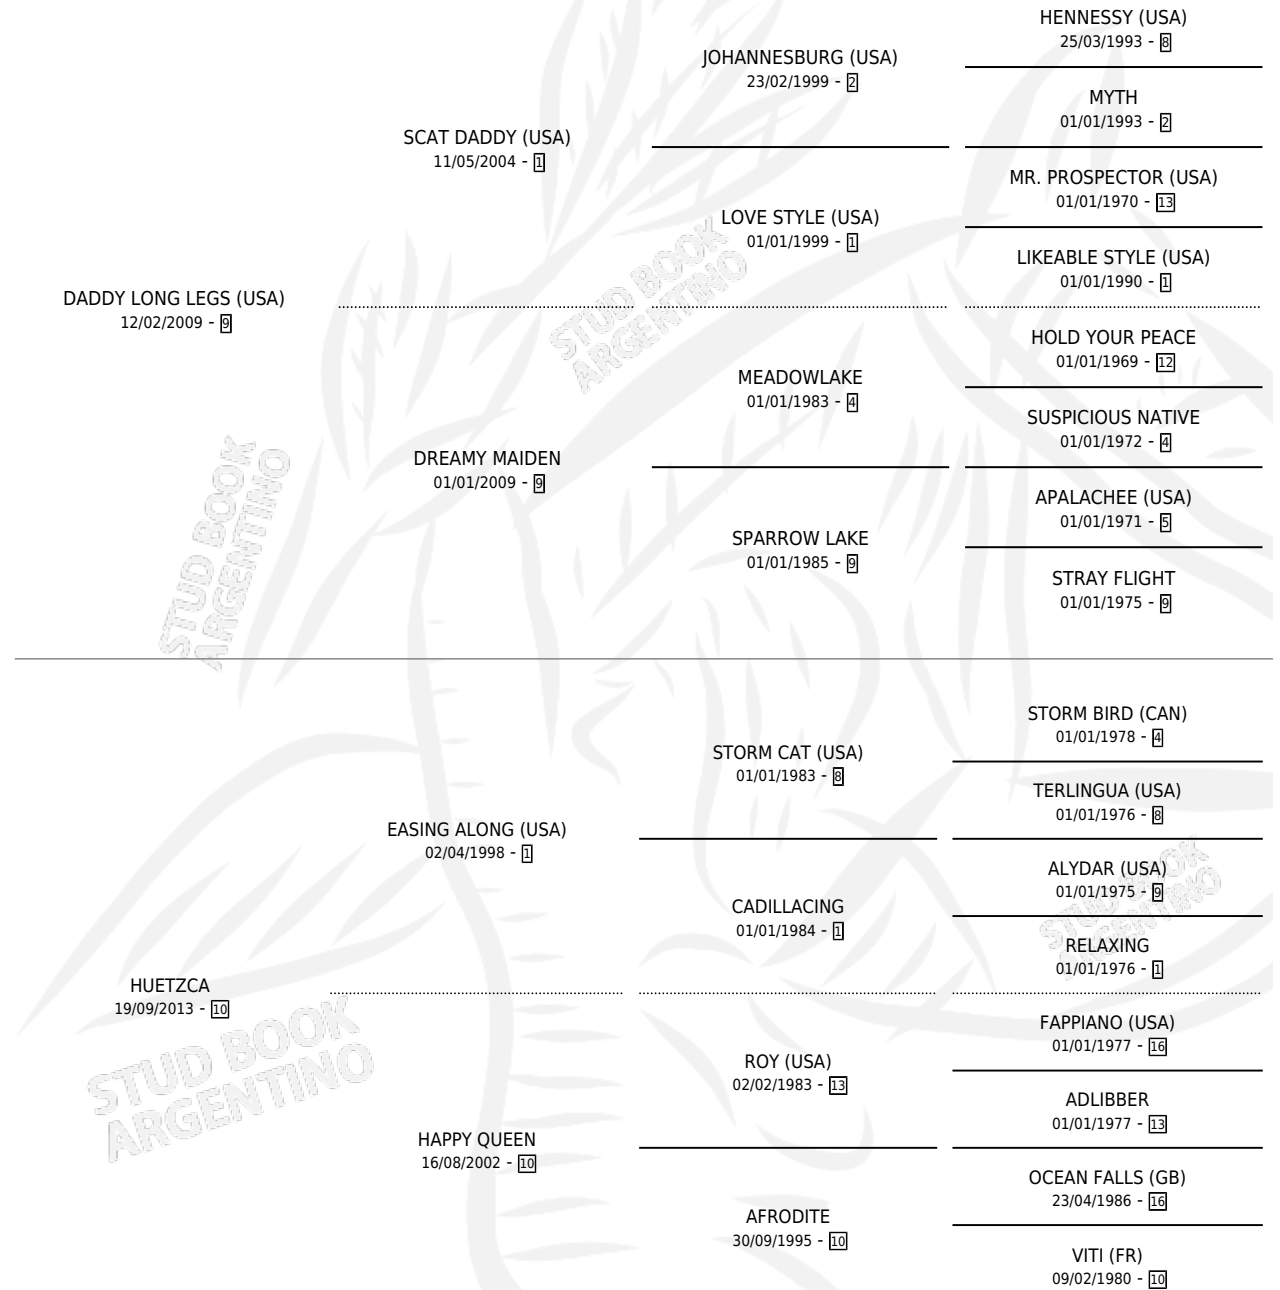 HENNESSY (USA)
25/03/1993 - 8
JOHANNESBURG (USA)
23/02/1999 - 2
MYTH
01/01/1993 - 2
SCAT DADDY (USA)
11/05/2004 - 1
MR. PROSPECTOR (USA)
01/01/1970 - 13
LOVE STYLE (USA)
01/01/1999 - 1
LIKEABLE STYLE (USA)
01/01/1990 - 1
DADDY LONG LEGS (USA)
12/02/2009 - 9
STUD BOOK
ARGENTINO
HOLD YOUR PEACE
01/01/1969 - 12
MEADOWLAKE
01/01/1983 - 4
SUSPICIOUS NATIVE
01/01/1972 - 4
DREAMY MAIDEN
01/01/2009 - 9
APALACHEE (USA)
01/01/1971 - 5
SPARROW LAKE
01/01/1985 - 9
STRAY FLIGHT
01/01/1975 - 9
STUD BOOK
ARGENTINO
STORM BIRD (CAN)
01/01/1978 - 4
STORM CAT (USA)
01/01/1983 - 8
TERLINGUA (USA)
01/01/1976 - 8
EASING ALONG (USA)
02/04/1998 - 1
ALYDAR (USA)
01/01/1975 - 9
CADILLACING
01/01/1984 - 1
STUD BOOK
ARGENTINO
RELAXING
01/01/1976 - 1
HUETZCA
19/09/2013 - 10
STUD BOOK
ARGENTINO
FAPPIANO (USA)
01/01/1977 - 16
ROY (USA)
02/02/1983 - 13
ADLIBBER
01/01/1977 - 13
HAPPY QUEEN
16/08/2002 - 10
OCEAN FALLS (GB)
23/04/1986 - 16
AFRODITE
30/09/1995 - 10
VITI (FR)
09/02/1980 - 10